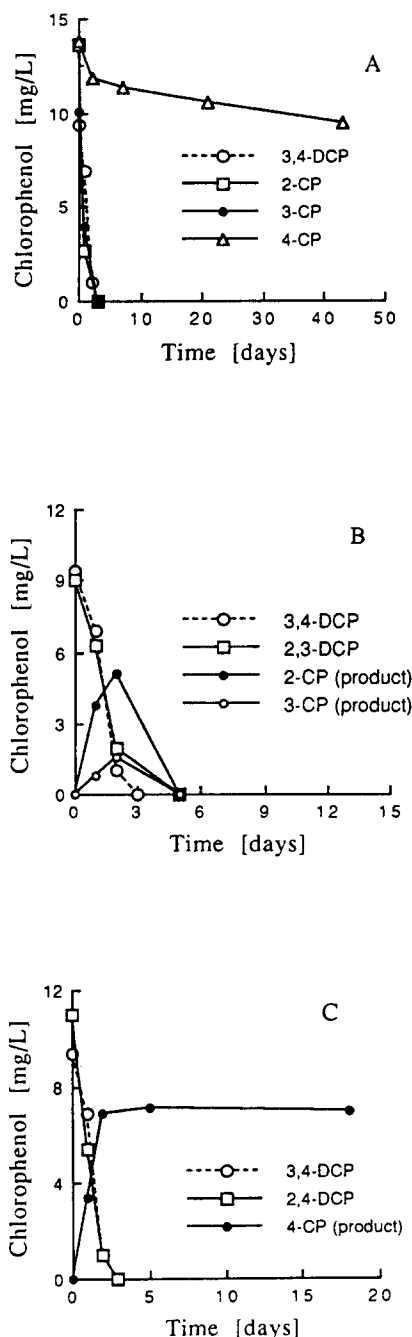 15
A
10
5
0
Chlorophenol [mg/L]
3,4-DCP
2-CP
3-CP
4-CP
0 10 20 30 40 50
Time [days]
12
B
9
6
3
0
Chlorophenol [mg/L]
3,4-DCP
2,3-DCP
2-CP (product)
3-CP (product)
0 3 6 9 12 15
Time [days]
12
C
8
4
0
Chlorophenol [mg/L]
3,4-DCP
2,4-DCP
4-CP (product)
0 5 10 15 20
Time [days]